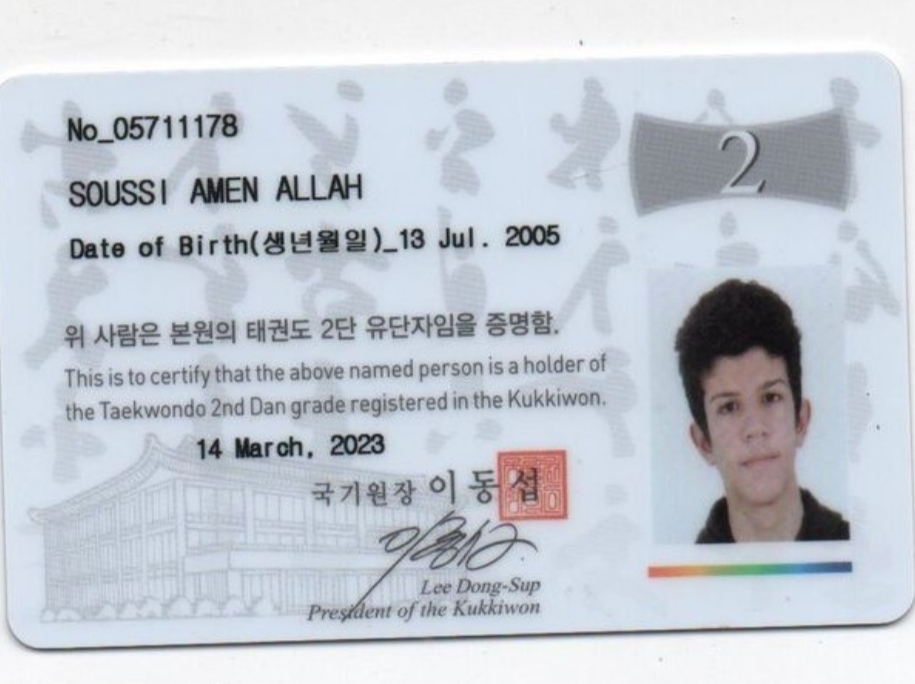 No_05711178
2
SOUSSI AMEN ALLAH
Date of Birth(생년월일)_13 Jul. 2005
위 사람은 본원의 태권도 2단 유단자임을 증명함.
This is to certify that the above named person is a holder of
the Taekwondo 2nd Dan grade registered in the Kukkiwon.
14 March, 2023
국기원장 이동섭
Lee Dong-Sup
President of the Kukkiwon